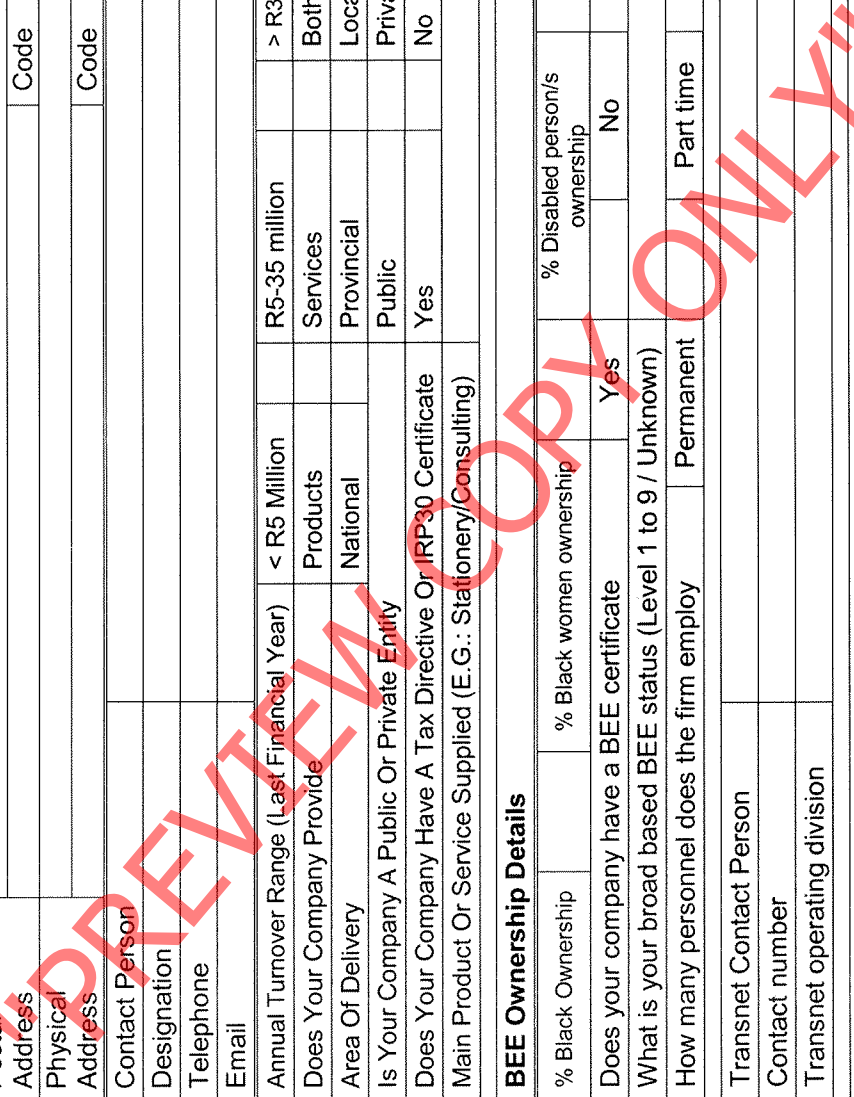 Address Code
Physical
Address Code
Contact Person
Designation
Telephone
Email
Annual Turnover Range (Last Financial Year) < R5 Million R5-35 million
Does Your Company Provide Products Services Both
Area Of Delivery National Provincial
Is Your Company A Public Or Private Entity Public
Does Your Company Have A Tax Directive Or IRP30 Certificate Yes No
Main Product Or Service Supplied (E.G.: Stationery/Consulting)
BEE Ownership Details
% Black Ownership % Black women ownership % Disabled person/s
ownership
Does your company have a BEE certificate Yes No
What is your broad based BEE status (Level 1 to 9 / Unknown)
How many personnel does the firm employ Permanent Part time
Transnet Contact Person
Contact number
Transnet operating division
"PREVIEW COPY ONLY"